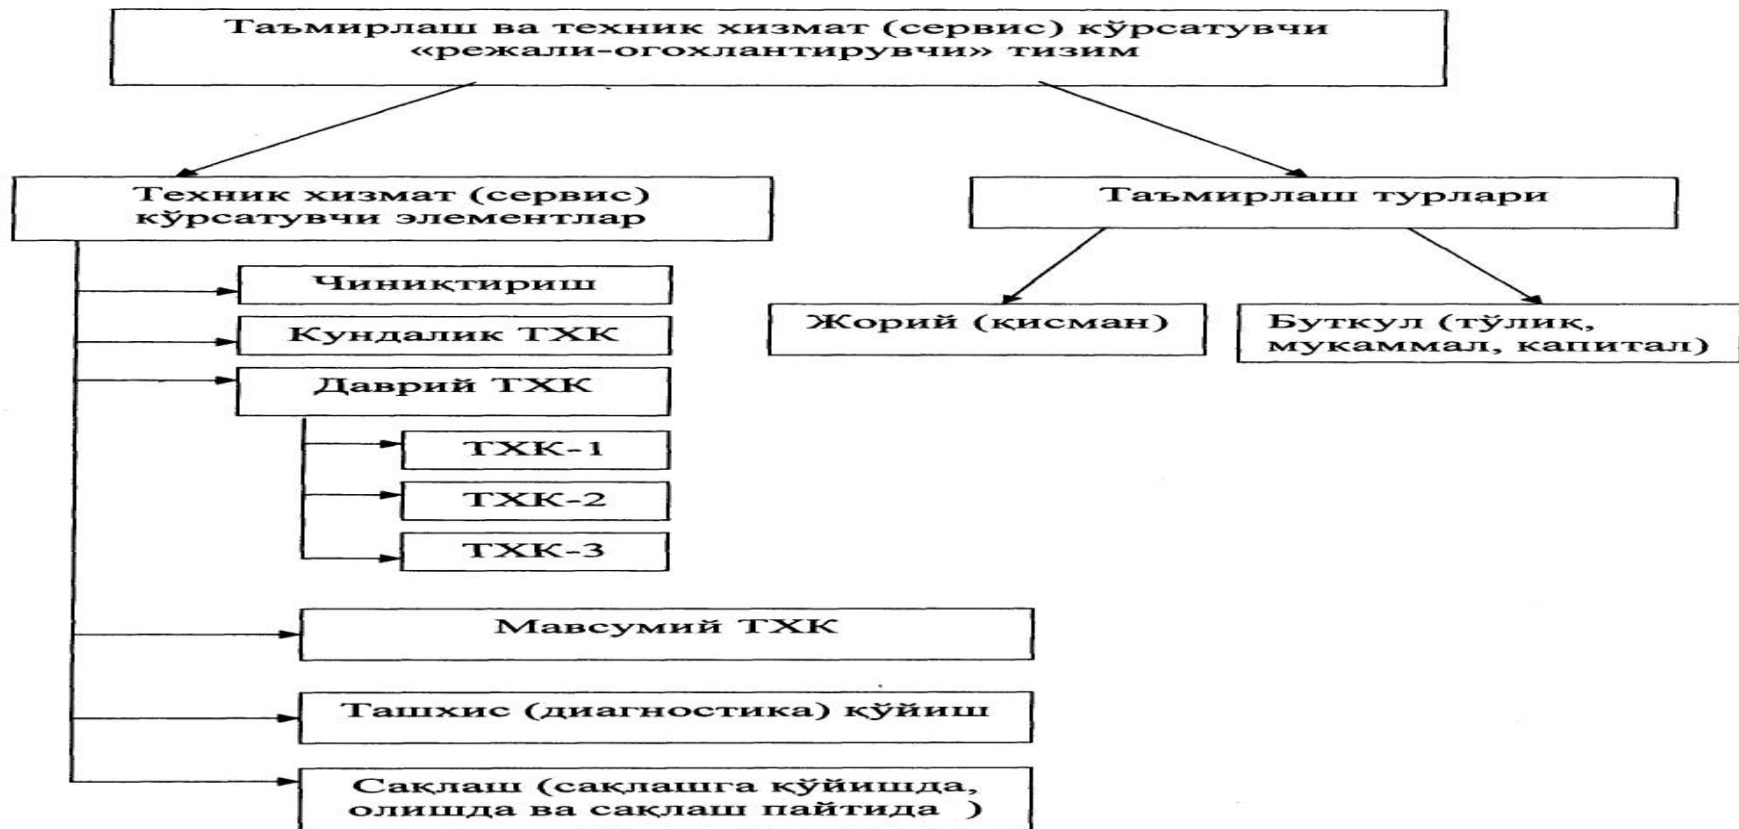 Таъмирлаш ва техник хизмат (сервис) кўрсатувчи
«режали-огохлантирувчи» тизим
Техник хизмат (сервис)
кўрсатувчи элементлар
Таъмирлаш турлари
Чиниқтириш
Жорий (қисман)
Буткул (тўлиқ,
мукаммал, капитал)
Кундалик ТХК
Даврий ТХК
ТХК-1
ТХК-2
ТХК-3
Мавсумий ТХК
Ташхис (диагностика) қўйиш
Сақлаш (сақлашга қўйишда,
олишда ва сақлаш пайтида )